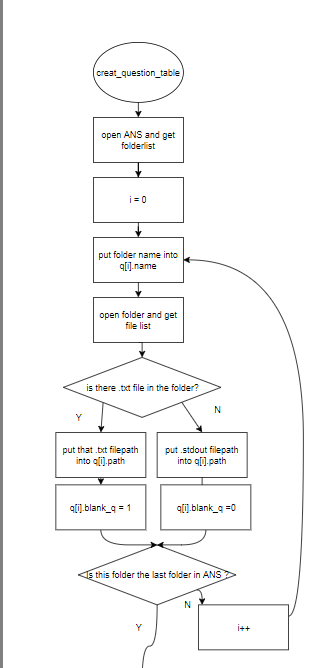 creat_question_table
open ANS and get
folderlist
i = 0
put folder name into
q[i].name
open folder and get
file list
is there .txt file in the folder?
Y
N
put that .txt filepath
into q[i].path
put .stdout filepath
into q[i].path
q[i].blank_q = 1
q[i].blank_q =0
Is this folder the last folder in ANS ?
N
Y
i++